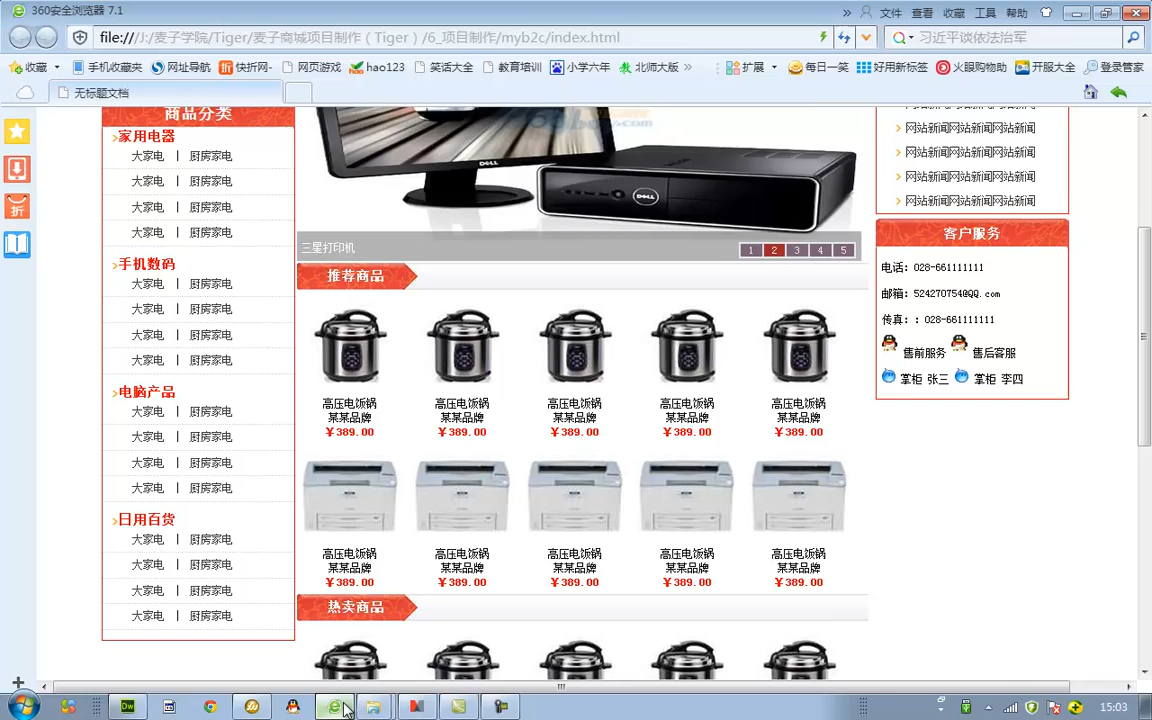 360安全浏览器 7.1
» 文件 查看 收藏 工具 帮助
file:///J:/麦子学院/Tiger/麦子商城项目制作（Tiger）/6_项目制作/myb2c/index.html
习近平谈依法治军
收藏 手机收藏夹 网址导航 快折网- 网页游戏 hao123 笑话大全 教育培训 小学六年 北师大版 » 扩展 每日一笑 好用新标签 火眼购物助 开服大全 登录管家
无标题文档
折
商品分类
家用电器
大家电 | 厨房家电
大家电 | 厨房家电
大家电 | 厨房家电
大家电 | 厨房家电
手机数码
大家电 | 厨房家电
大家电 | 厨房家电
大家电 | 厨房家电
大家电 | 厨房家电
电脑产品
大家电 | 厨房家电
大家电 | 厨房家电
大家电 | 厨房家电
大家电 | 厨房家电
日用百货
大家电 | 厨房家电
大家电 | 厨房家电
大家电 | 厨房家电
大家电 | 厨房家电
DELL
DELL
三星打印机
1 2 3 4 5
推荐商品
高压电饭锅 高压电饭锅 高压电饭锅 高压电饭锅 高压电饭锅
某某品牌 某某品牌 某某品牌 某某品牌 某某品牌
￥389.00 ￥389.00 ￥389.00 ￥389.00 ￥389.00
高压电饭锅 高压电饭锅 高压电饭锅 高压电饭锅 高压电饭锅
某某品牌 某某品牌 某某品牌 某某品牌 某某品牌
￥389.00 ￥389.00 ￥389.00 ￥389.00 ￥389.00
热卖商品
网站新闻网站新闻网站新闻
网站新闻网站新闻网站新闻
网站新闻网站新闻网站新闻
网站新闻网站新闻网站新闻
客户服务
电话：028-661111111
邮箱：524270754@QQ.com
传真：：028-661111111
售前服务 售后客服
掌柜 张三 掌柜 李四
Dw
15:03